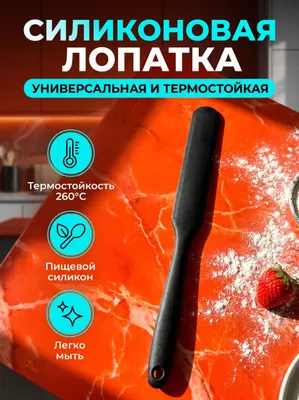 СИЛИКОНОВАЯ
ЛОПАТКА
УНИВЕРСАЛЬНАЯ И ТЕРМОСТОЙКАЯ
Термостойкость
260°С
Пищевой
силикон
Легко
мыть